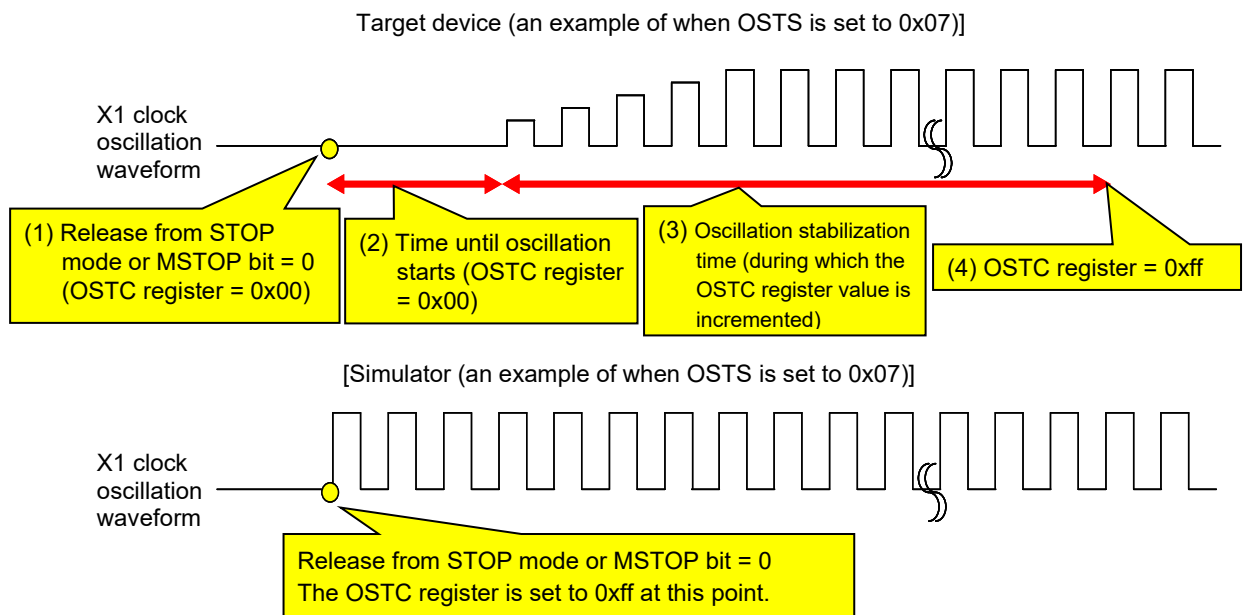 Target device (an example of when OSTS is set to 0x07)]
X1 clock
oscillation
waveform
(1) Release from STOP
mode or MSTOP bit = 0
(OSTC register = 0x00)
(2) Time until oscillation
starts (OSTC register
= 0x00)
(3) Oscillation stabilization
time (during which the
OSTC register value is
incremented)
(4) OSTC register = 0xff
[Simulator (an example of when OSTS is set to 0x07)]
X1 clock
oscillation
waveform
Release from STOP mode or MSTOP bit = 0
The OSTC register is set to 0xff at this point.